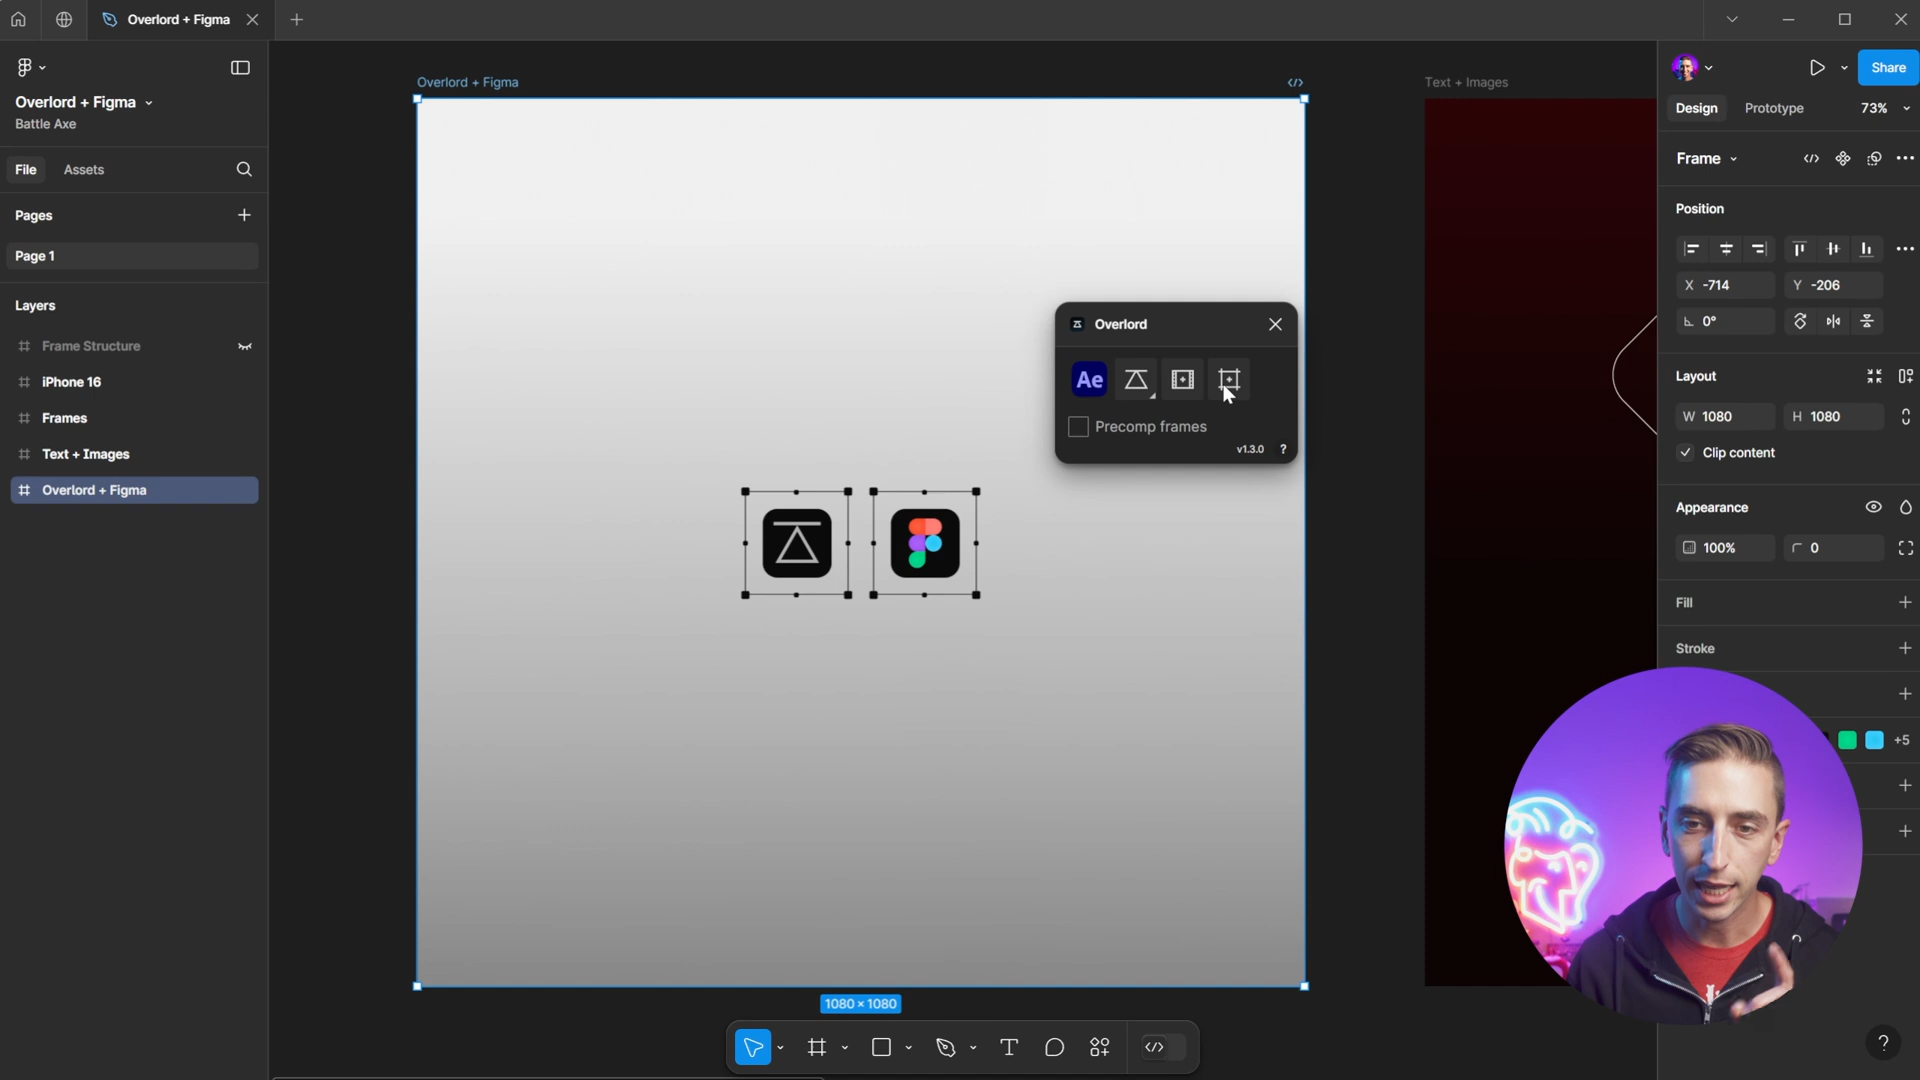 Overlord + Figma
Overlord + Figma
Battle Axe
File
Assets
Pages
Page 1
Layers
Frame Structure
iPhone 16
Frames
Text + Images
Overlord + Figma
Overlord + Figma
Text + Images
Overlord
Ae
Precomp frames
v1.3.0
?
1080 × 1080
T
Share
Design
Prototype
73%
Frame
Position
X -714
Y -206
0°
Layout
W 1080
H 1080
Clip content
Appearance
100%
0
Fill
Stroke
+5
?